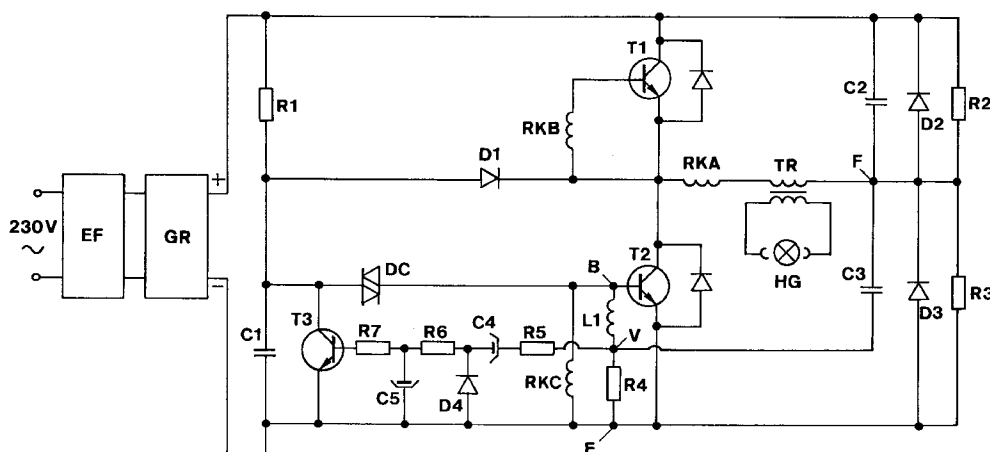 T1
C2
R1
RKB
D2
R2
D1
RKA
TR
F
+
230V
~
EF
GR
HG
−
DC
B
T2
C3
R3
D3
L1
V
T3
R7
R6
C4
R5
C1
C5
D4
RKC
R4
E